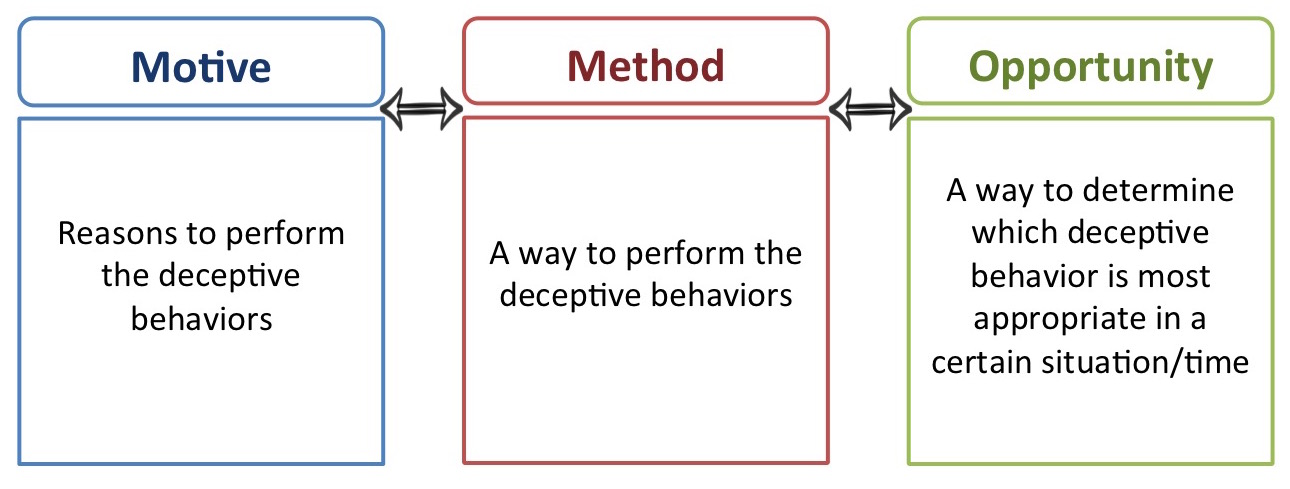 Motive
Method
Opportunity
Reasons to perform
the deceptive
behaviors
A way to perform the
deceptive behaviors
A way to determine
which deceptive
behavior is most
appropriate in a
certain situation/time